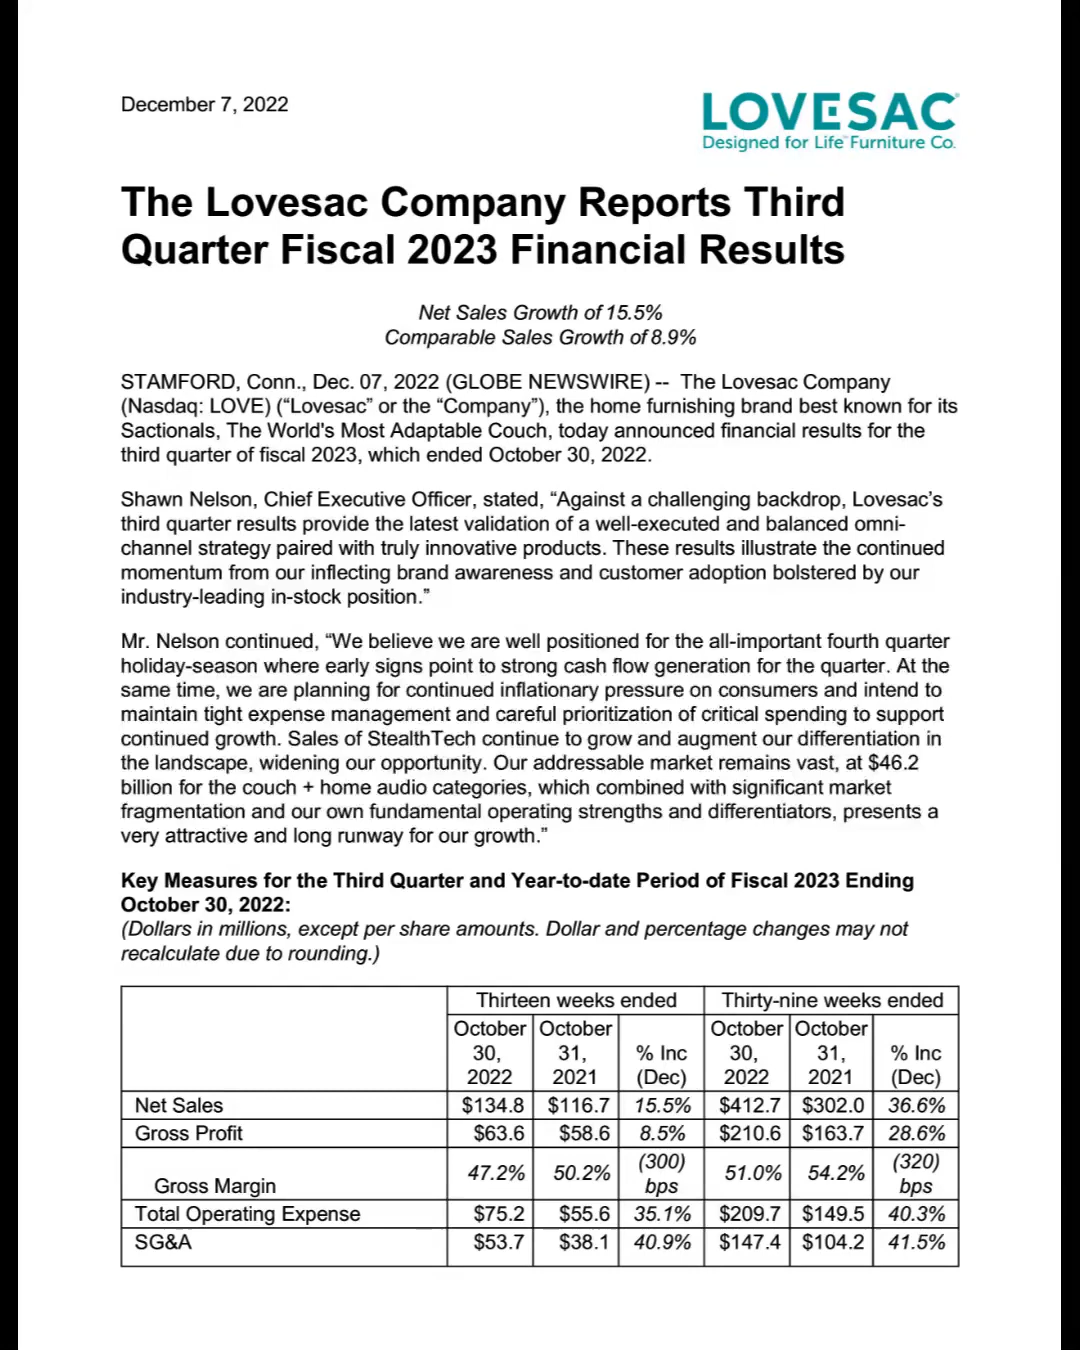 December 7, 2022
LOVESAC
Designed for Life™ Furniture Co.
The Lovesac Company Reports Third
Quarter Fiscal 2023 Financial Results
Net Sales Growth of 15.5%
Comparable Sales Growth of 8.9%
STAMFORD, Conn., Dec. 07, 2022 (GLOBE NEWSWIRE) -- The Lovesac Company
(Nasdaq: LOVE) (“Lovesac” or the “Company”), the home furnishing brand best known for its
Sactionals, The World's Most Adaptable Couch, today announced financial results for the
third quarter of fiscal 2023, which ended October 30, 2022.
Shawn Nelson, Chief Executive Officer, stated, “Against a challenging backdrop, Lovesac’s
third quarter results provide the latest validation of a well-executed and balanced omni-
channel strategy paired with truly innovative products. These results illustrate the continued
momentum from our inflecting brand awareness and customer adoption bolstered by our
industry-leading in-stock position.”
Mr. Nelson continued, “We believe we are well positioned for the all-important fourth quarter
holiday-season where early signs point to strong cash flow generation for the quarter. At the
same time, we are planning for continued inflationary pressure on consumers and intend to
maintain tight expense management and careful prioritization of critical spending to support
continued growth. Sales of StealthTech continue to grow and augment our differentiation in
the landscape, widening our opportunity. Our addressable market remains vast, at $46.2
billion for the couch + home audio categories, which combined with significant market
fragmentation and our own fundamental operating strengths and differentiators, presents a
very attractive and long runway for our growth.”
Key Measures for the Third Quarter and Year-to-date Period of Fiscal 2023 Ending
October 30, 2022:
(Dollars in millions, except per share amounts. Dollar and percentage changes may not
recalculate due to rounding.)
Thirteen weeks ended Thirty-nine weeks ended
October October October October
30, 31, % Inc 30, 31, % Inc
2022 2021 (Dec) 2022 2021 (Dec)
Net Sales $134.8 $116.7 15.5% $412.7 $302.0 36.6%
Gross Profit $63.6 $58.6 8.5% $210.6 $163.7 28.6%
Gross Margin 47.2% 50.2% (300) bps 51.0% 54.2% (320) bps
Total Operating Expense $75.2 $55.6 35.1% $209.7 $149.5 40.3%
SG&A $53.7 $38.1 40.9% $147.4 $104.2 41.5%